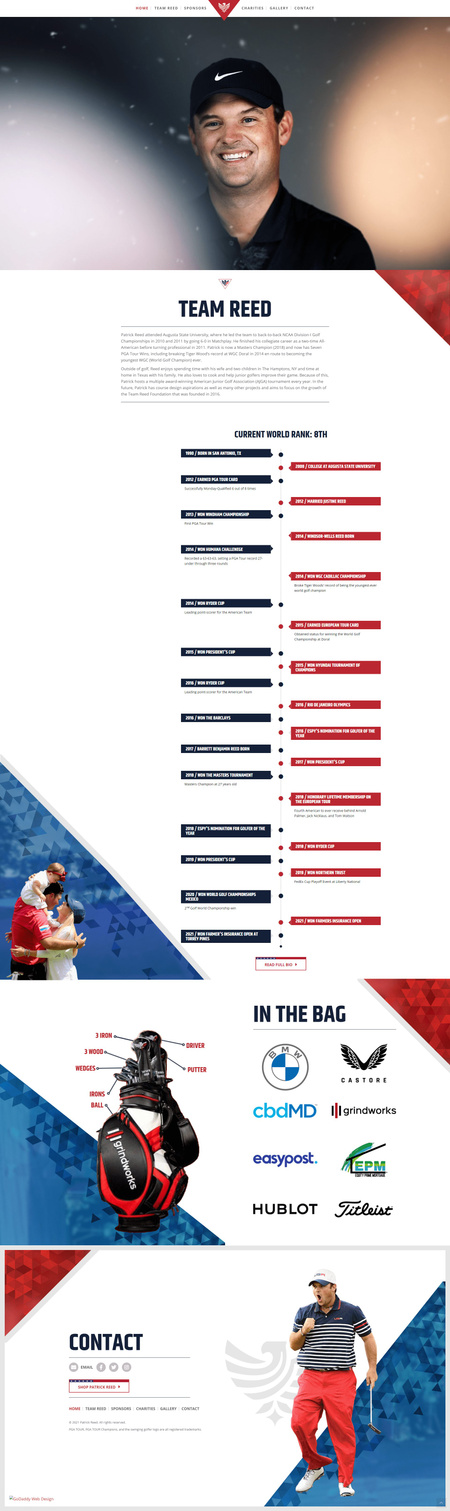 HOME
TEAM REED
SPONSORS
CHARITIES
GALLERY
CONTACT
TEAM REED
Patrick Reed attended Augusta State University, where he led the team to back-to-back NCAA Division I Golf
Championships in 2010 and 2011 by going 6-0 in Matchplay. He finished his collegiate career as a two-time All-
American before turning professional in 2011. Patrick is now a Masters Champion (2018) and now has Seven
PGA Tour Wins, including breaking Tiger Wood's record at WGC Doral in 2014 en route to becoming the
youngest WGC (World Golf Champion) ever.
Outside of golf, Reed enjoys spending time with his wife and two children in The Hamptons, NY and time at
home in Texas with his family. He also loves to cook and help junior golfers improve their game. Because of this,
Patrick hosts a multiple award-winning American Junior Golf Association (AJGA) tournament every year. In the
future, Patrick has course design aspirations as well as many other projects and aims to focus on the growth of
the Team Reed Foundation that was founded in 2010.
CURRENT WORLD RANK: 8TH
1990 / BORN IN SAN ANTONIO, TX
2008 / COLLEGE AT AUGUSTA STATE UNIVERSITY
2012 / EARNED PGA TOUR CARD
Successfully Monday-Qualified 6 out of 8 times
2012 / MARRIED JUSTINE REED
2013 / WON WINDHAM CHAMPIONSHIP
First PGA Tour Win
2014 / WINDSOR-WELLS REED BORN
2014 / WON HUMANA CHALLENEGE
Recorded a 63-63-63, setting a PGA Tour record 27
under through three rounds
2014 / WON WGC CADILLAC CHAMPIONSHIP
Broke Tiger Woods' record of being the youngest-ever
world golf champion
2014 / WON RYDER CUP
Leading point-scorer for the American Team
2015 / EARNED EUROPEAN TOUR CARD
Obtained status for winning the World Golf
Championship at Doral
2015 / WON PRESIDENT'S CUP
2015 / WON HYUNDAI TOURNAMENT OF
CHAMPIONS
2016 / WON RYDER CUP
Leading point-scorer for the American Team
2016 / RIO DE JANEIRO OLYMPICS
2016 / WON THE BARCLAYS
2016 / ESPY'S NOMINATION FOR GOLFER OF THE
YEAR
2017 / BARRETT BENJAMIN REED BORN
2017 / WON PRESIDENT'S CUP
2018 / WON THE MASTERS TOURNAMENT
Masters Champion at 27 years old
2018 / HONORARY LIFETIME MEMBERSHIP ON
THE EUROPEAN TOUR
Fourth American to ever receive behind Arnold
Palmer, Jack Nicklaus, and Tom Watson
2018 / ESPY'S NOMINATION FOR GOLFER OF THE
YEAR
2018 / WON RYDER CUP
2019 / WON PRESIDENT'S CUP
2019 / WON NORTHERN TRUST
FedEx Cup Playoff Event at Liberty National
2020 / WON WORLD GOLF CHAMPIONSHIPS
MEXICO
2nd Golf World Championship win
2021 / WON FARMERS INSURANCE OPEN
2021 / WON FARMER'S INSURANCE OPEN AT
TORREY PINES
READ FULL BIO
IN THE BAG
3 IRON
3 WOOD
WEDGES
IRONS
BALL
DRIVER
PUTTER
grindworks
BMW
CASTORE
cbdMD
grindworks
easypost.
EPM
HUBLOT
Titleist
CONTACT
EMAIL
SHOP PATRICK REED
HOME
TEAM REED
SPONSORS
CHARITIES
GALLERY
CONTACT
© 2021 Patrick Reed. All rights reserved.
PGA TOUR, PGA TOUR Champions, and the swinging golfer logo are all registered trademarks.
GoDaddy Web Design